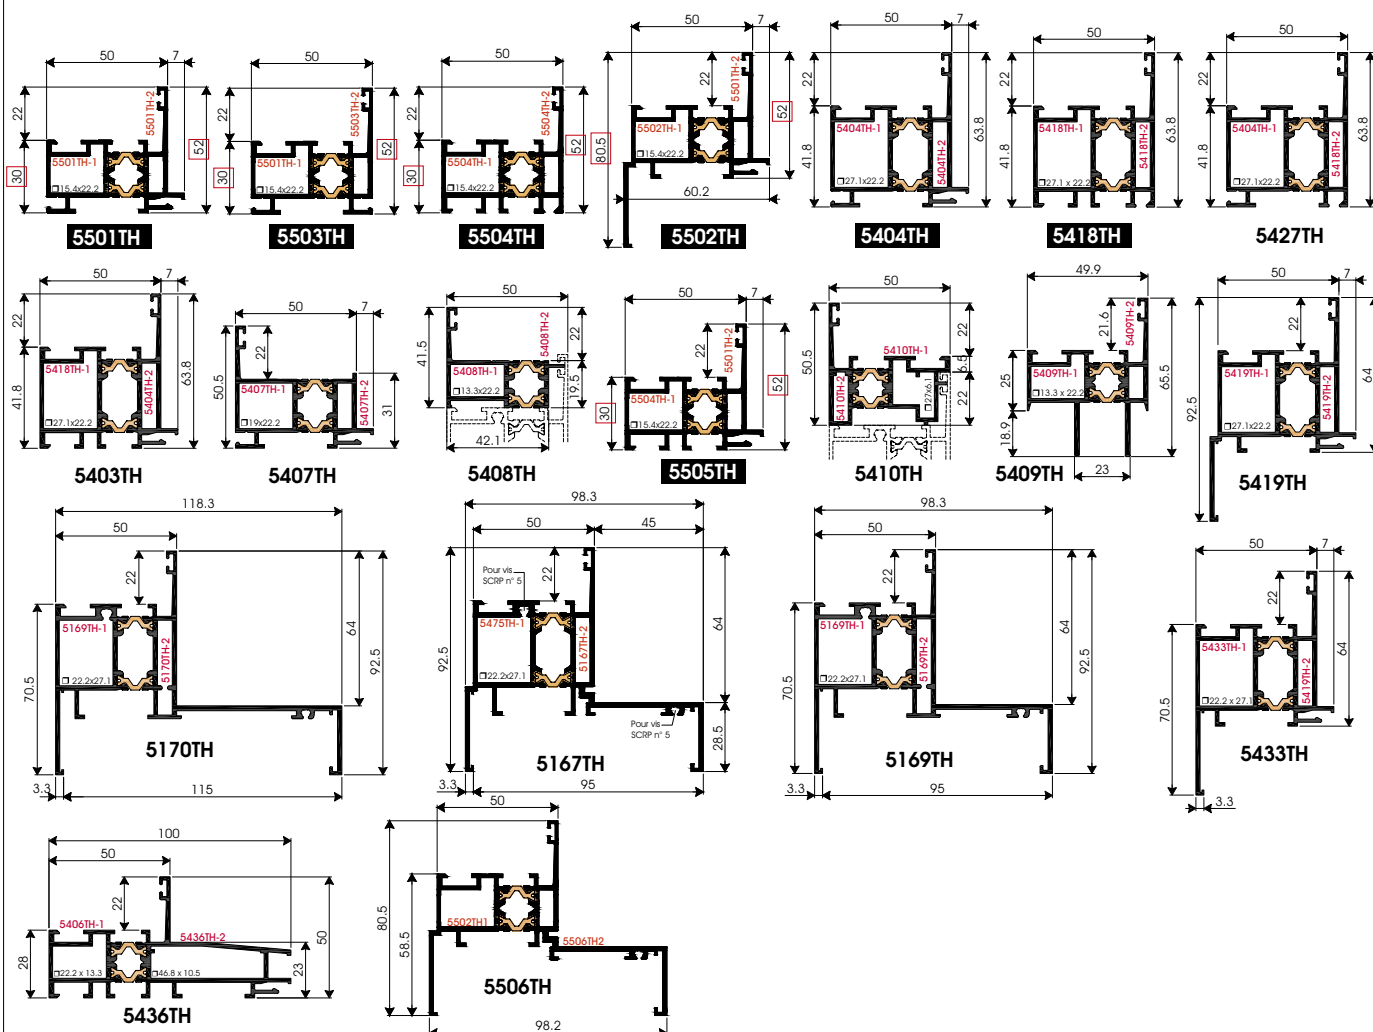 50
7
22
30
52
5501TH-1
5501TH-2
15.4x22.2
5501TH
50
22
30
52
5501TH-1
5503TH-2
15.4x22.2
5503TH
50
22
30
52
5504TH-1
5504TH-2
15.4x22.2
5504TH
50
7
22
80.5
52
5502TH-1
5501TH-2
15.4x22.2
60.2
5502TH
50
7
22
41.8
63.8
5404TH-1
5404TH-2
27.1x22.2
5404TH
50
22
41.8
63.8
5418TH-1
5418TH-2
27.1 x 22.2
5418TH
50
22
41.8
63.8
5404TH-1
5418TH-2
27.1x22.2
5427TH
50
7
22
41.8
63.8
5418TH-1
5404TH-2
27.1x22.2
5403TH
50
7
22
50.5
31
5407TH-1
5407TH-2
19x22.2
5407TH
50
41.5
22
19.5
5408TH-1
5408TH-2
13.3x22.2
42.1
5408TH
50
7
22
30
52
5504TH-1
5501TH-2
15.4x22.2
5505TH
50
50.5
22
6.5
22
5410TH-1
5410TH-2
27x6.1
5410TH
49.9
21.6
25
18.9
65.5
5409TH-1
5409TH-2
13.3 x 22.2
23
5409TH
50
7
22
92.5
64
5419TH-1
5419TH-2
27.1x22.2
5419TH
118.3
50
22
70.5
64
92.5
5169TH-1
5170TH-2
22.2x27.1
5170TH
3.3
115
98.3
50
45
22
Pour vis
SCRP n° 5
92.5
64
28.5
5475TH-1
5167TH-2
22.2x27.1
Pour vis
SCRP n° 5
5167TH
3.3
95
98.3
50
22
70.5
64
92.5
5169TH-1
5169TH-2
22.2x27.1
5169TH
3.3
95
50
7
22
70.5
64
5433TH-1
5419TH-2
22.2 x 27.1
5433TH
3.3
100
50
22
28
50
23
5406TH-1
5436TH-2
22.2 x 13.3
46.8 x 10.5
5436TH
50
80.5
58.5
5502TH1
5506TH2
5506TH
98.2